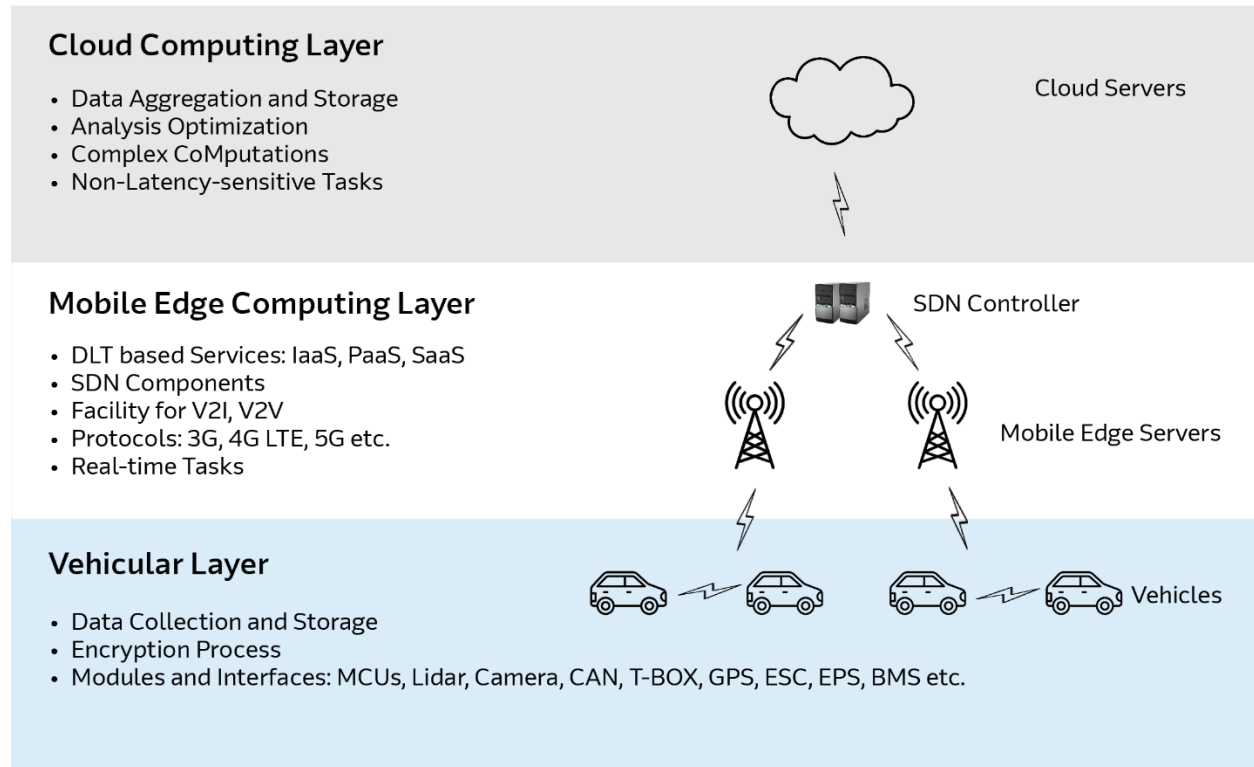 Cloud Computing Layer
• Data Aggregation and Storage
• Analysis Optimization
• Complex CoMputations
• Non-Latency-sensitive Tasks
Cloud Servers
Mobile Edge Computing Layer
• DLT based Services: IaaS, PaaS, SaaS
• SDN Components
• Facility for V2I, V2V
• Protocols: 3G, 4G LTE, 5G etc.
• Real-time Tasks
SDN Controller
Mobile Edge Servers
Vehicular Layer
• Data Collection and Storage
• Encryption Process
• Modules and Interfaces: MCUs, Lidar, Camera, CAN, T-BOX, GPS, ESC, EPS, BMS etc.
Vehicles